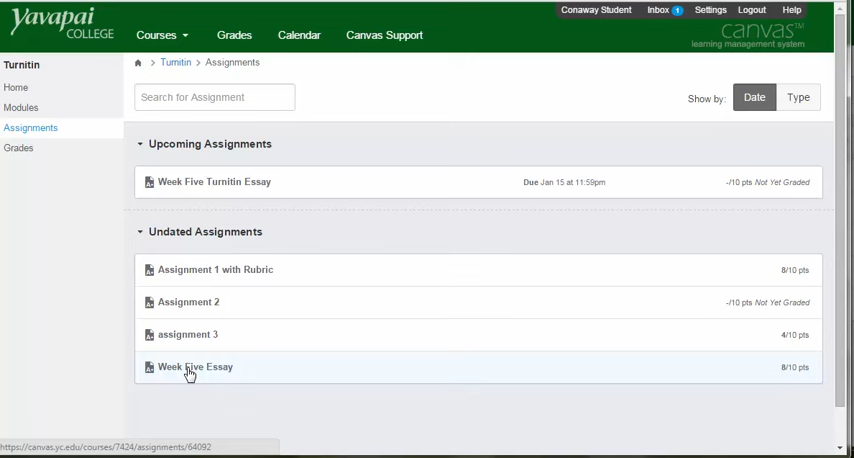 Yavapai
COLLEGE
Courses
Grades
Calendar
Canvas Support
Conaway Student
Inbox 1
Settings
Logout
Help
canvas™
learning management system
Turnitin
Home
Modules
Assignments
Grades
> Turnitin > Assignments
Search for Assignment
Show by: Date Type
Upcoming Assignments
Week Five Turnitin Essay Due Jan 15 at 11:59pm -/10 pts Not Yet Graded
Undated Assignments
Assignment 1 with Rubric 8/10 pts
Assignment 2 -/10 pts Not Yet Graded
assignment 3 4/10 pts
Week Five Essay 8/10 pts
https://canvas.yc.edu/courses/7424/assignments/64092